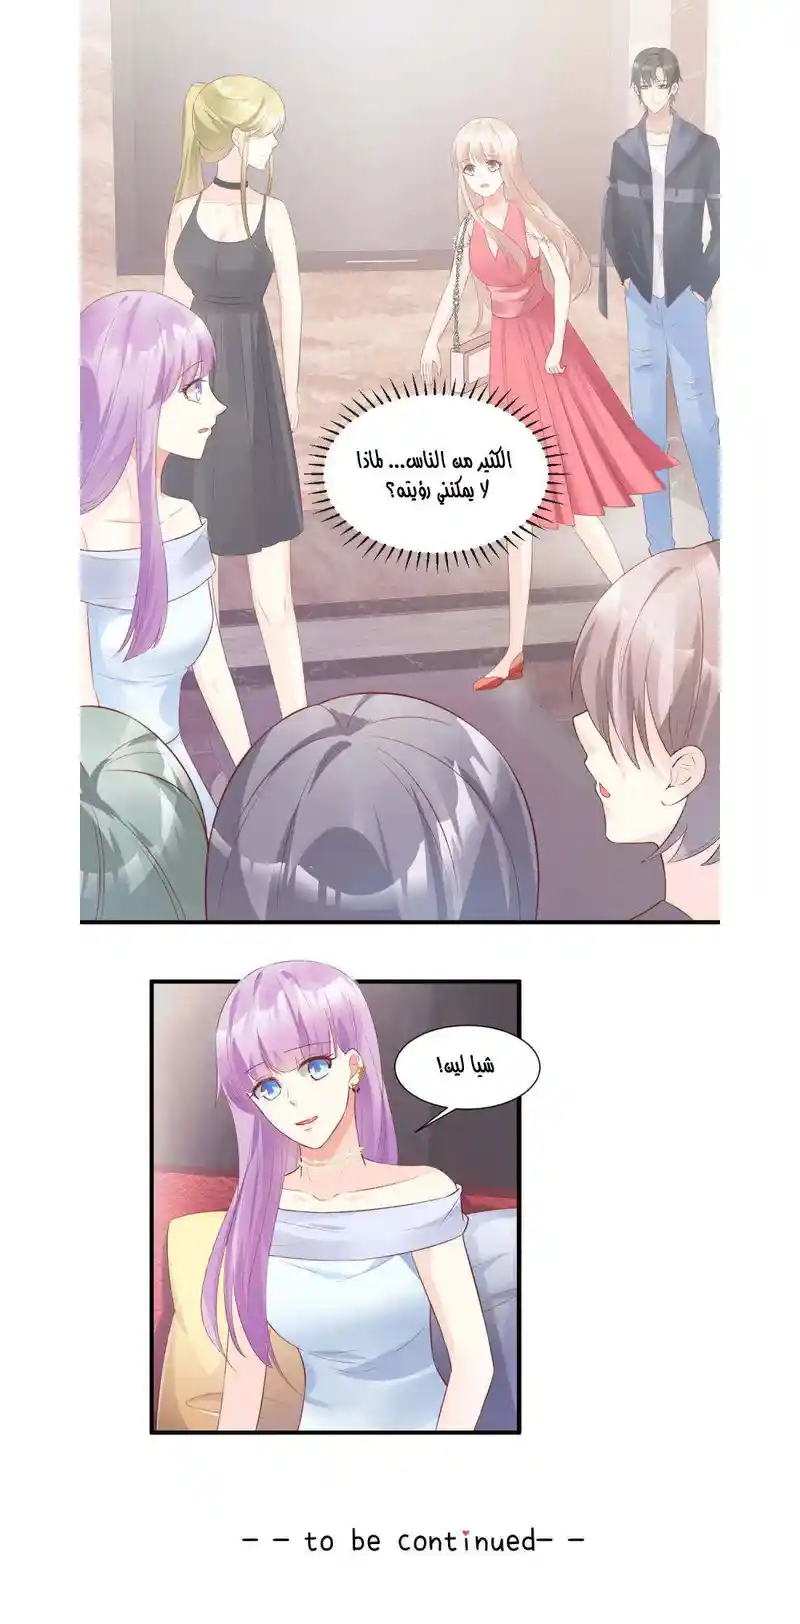 الكثير من الناس... لماذا
لا يمكنني رؤيته؟
شيا لين!
- - to be continued- -